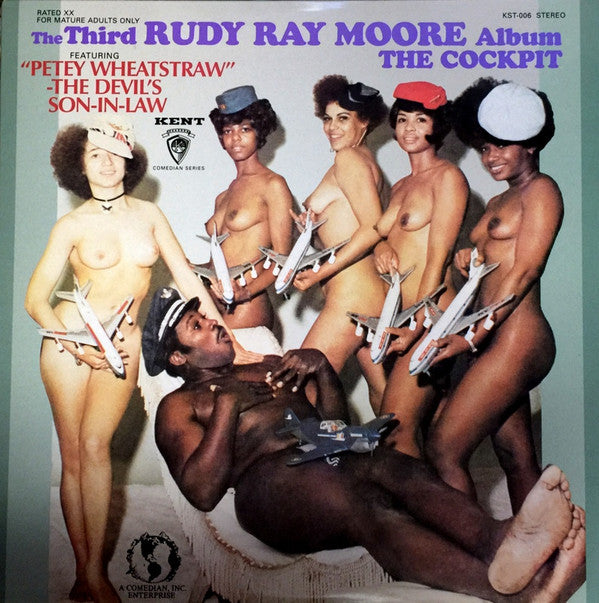 RATED XX
FOR MATURE ADULTS ONLY
KST-006 STEREO
The Third RUDY RAY MOORE Album
THE COCKPIT
FEATURING
"PETEY WHEATSTRAW"
-THE DEVIL'S
SON-IN-LAW
KENT
COMEDIAN SERIES
A COMEDIAN, INC.
ENTERPRISE